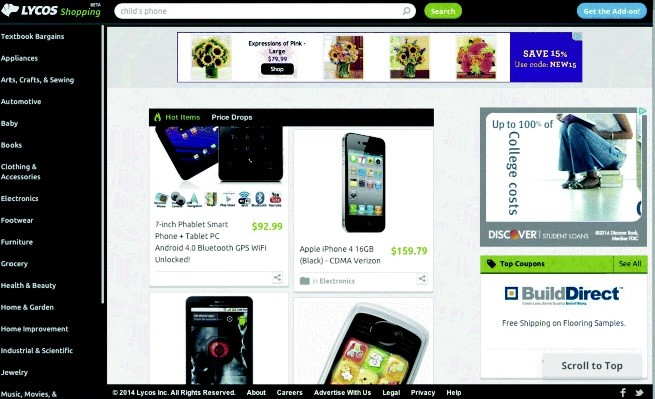 LYCOS Shopping BETA
child's phone
Search
Get the Add-on!
Textbook Bargains
Appliances
Arts, Crafts, & Sewing
Automotive
Baby
Books
Clothing &
Accessories
Electronics
Footwear
Furniture
Grocery
Health & Beauty
Home & Garden
Home Improvement
Industrial & Scientific
Jewelry
Music, Movies, &
Expressions of Pink -
Large
$79.99
Shop
SAVE 15%
Use code: NEW15
Hot Items
Price Drops
7-inch Phablet Smart
Phone + Tablet PC
Android 4.0 Bluetooth GPS WiFi
Unlocked!
$92.99
Apple iPhone 4 16GB
(Black) - CDMA Verizon
$159.79
in Electronics
Up to 100% of
College costs
DISCOVER STUDENT LOANS
©2014 Discover Bank,
Member FDIC
Top Coupons
See All
BuildDirect™
Free Shipping on Flooring Samples.
Scroll to Top
© 2014 Lycos Inc. All Rights Reserved.
About
Careers
Advertise With Us
Legal
Privacy
Help